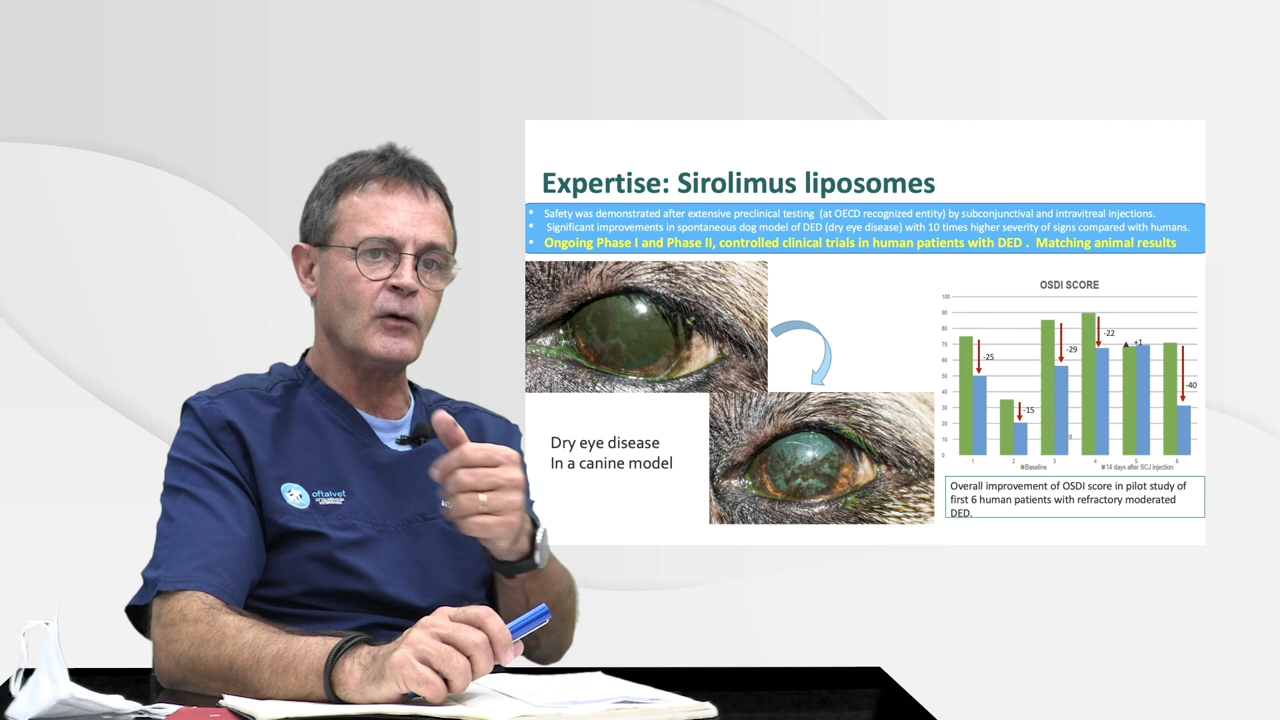 Expertise: Sirolimus liposomes
• Safety was demonstrated after extensive preclinical testing (at OECD recognized entity) by subconjunctival and intravitreal injections.
• Significant improvements in spontaneous dog model of DED (dry eye disease) with 10 times higher severity of signs compared with humans.
• Ongoing Phase I and Phase II, controlled clinical trials in human patients with DED . Matching animal results
OSDI SCORE
100
90
80
70
60
50
40
30
20
10
0
-25
-15
-29
-22
+1
-40
1
2
3
4
5
6
Baseline
14 days after SCJ injection
Dry eye disease
In a canine model
Overall improvement of OSDI score in pilot study of
first 6 human patients with refractory moderated
DED.
oftalvet